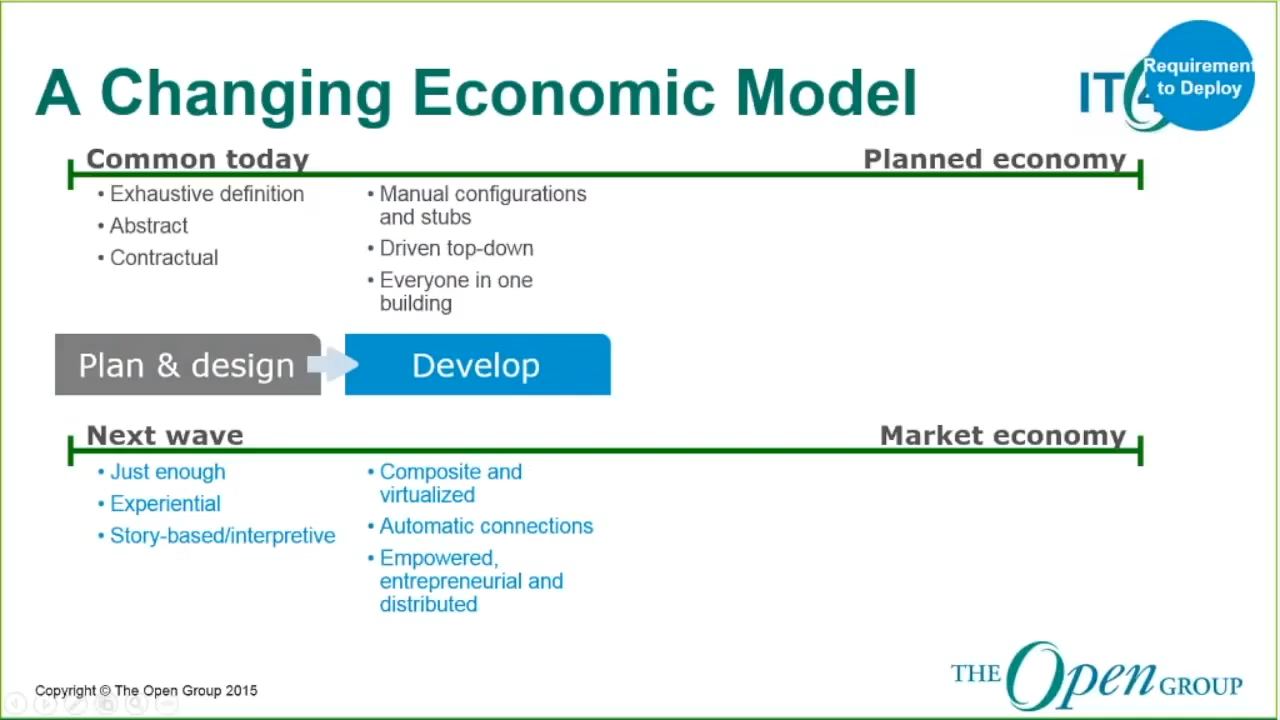 A Changing Economic Model
IT4
Requirement
to Deploy
Common today
Planned economy
• Exhaustive definition
• Abstract
• Contractual
• Manual configurations
and stubs
• Driven top-down
• Everyone in one
building
Plan & design
Develop
Next wave
Market economy
• Just enough
• Experiential
• Story-based/interpretive
• Composite and
virtualized
• Automatic connections
• Empowered,
entrepreneurial and
distributed
Copyright © The Open Group 2015
THE Open GROUP